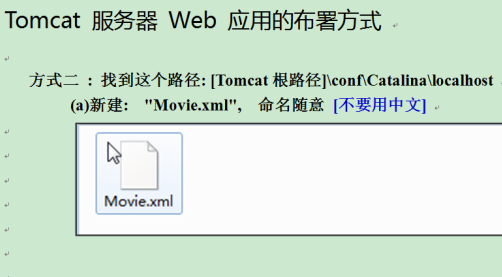 Tomcat 服务器 Web 应用的布署方式
方式二 : 找到这个路径: [Tomcat 根路径]\conf\Catalina\localhost
(a)新建: "Movie.xml", 命名随意 [不要用中文]
Movie.xml